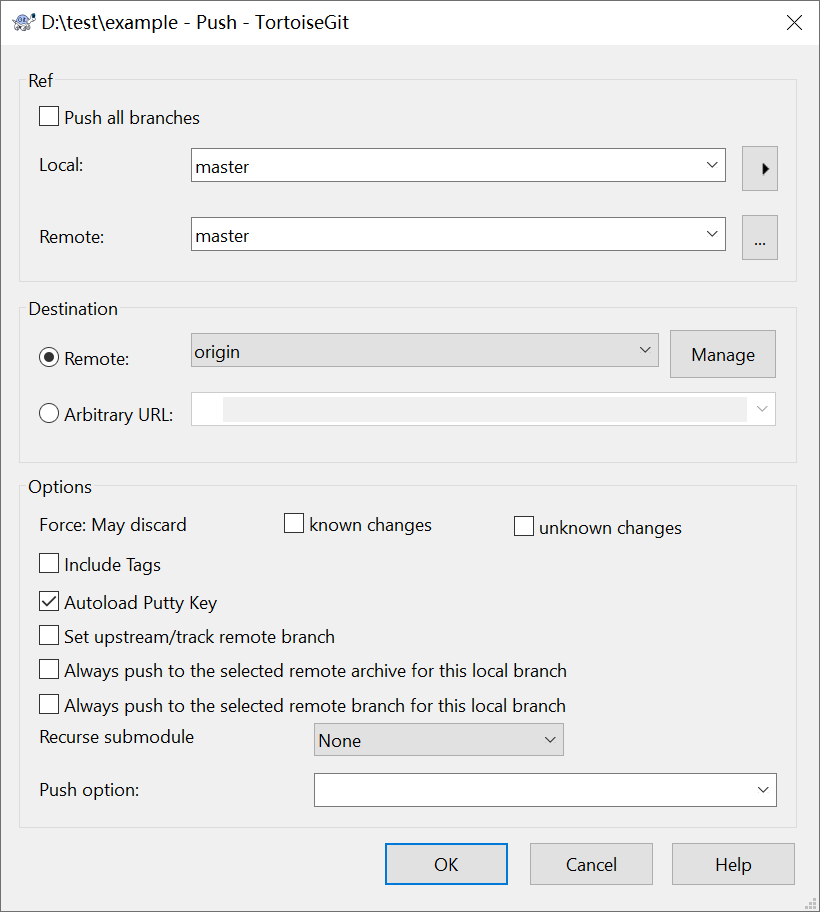 D:\test\example - Push - TortoiseGit
Ref
Push all branches
Local:
master
Remote:
master
...
Destination
Remote:
origin
Manage
Arbitrary URL:
Options
Force: May discard
known changes
unknown changes
Include Tags
Autoload Putty Key
Set upstream/track remote branch
Always push to the selected remote archive for this local branch
Always push to the selected remote branch for this local branch
Recurse submodule
None
Push option:
OK
Cancel
Help